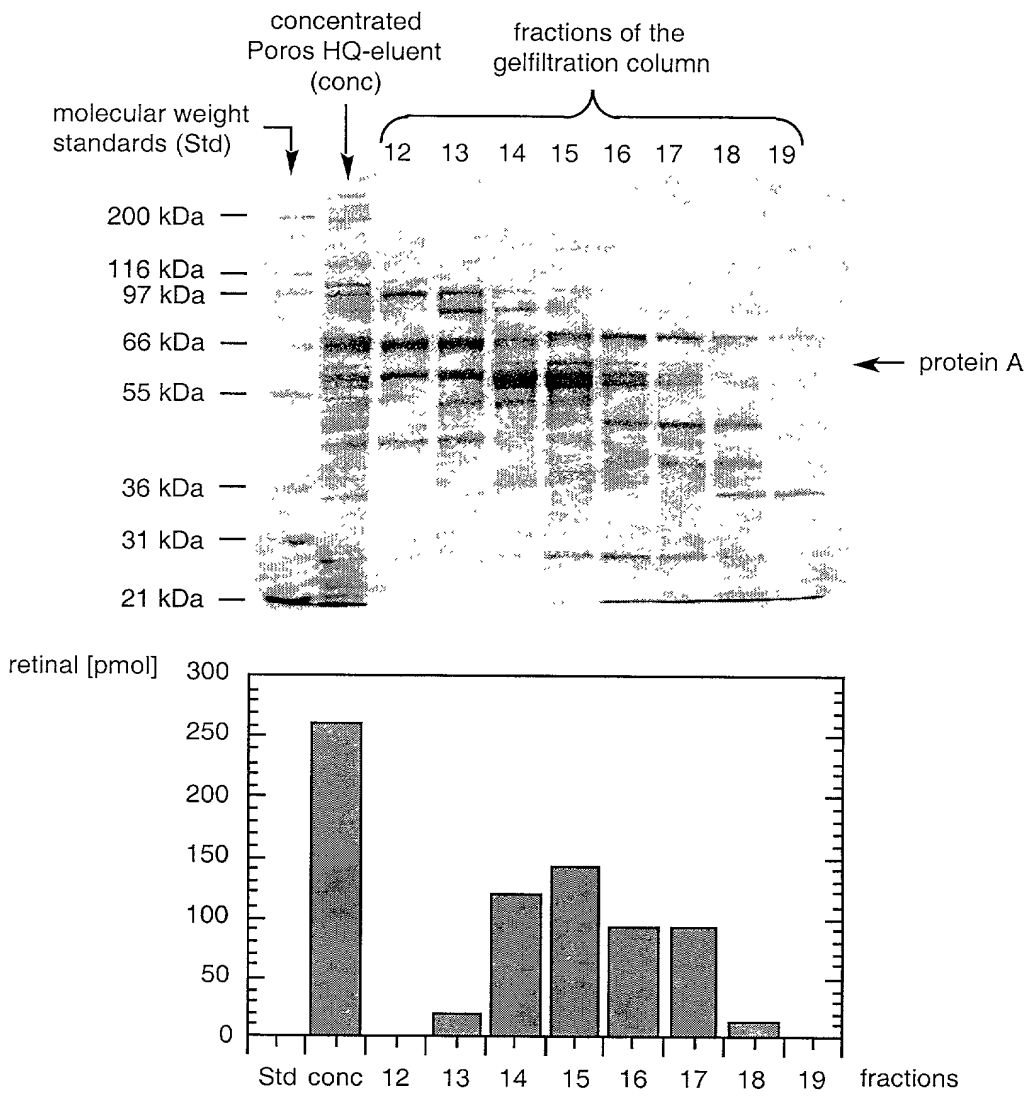 concentrated
Poros HQ-eluent
(conc)
fractions of the
gelfiltration column
molecular weight
standards (Std)
12 13 14 15 16 17 18 19
200 kDa
116 kDa
97 kDa
66 kDa
protein A
55 kDa
36 kDa
31 kDa
21 kDa
retinal [pmol]
300
250
200
150
100
50
0
Std conc 12 13 14 15 16 17 18 19 fractions